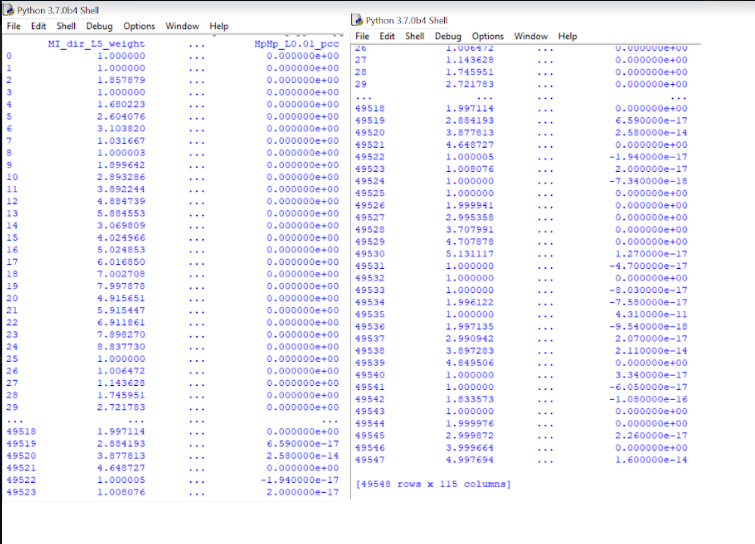 Python 3.7.0b4 Shell
File Edit Shell Debug Options Window Help
MI_dir_L5_weight ... HpHp_L0.01_pcc
0 1.000000 ... 0.000000e+00
1 1.000000 ... 0.000000e+00
2 1.857879 ... 0.000000e+00
3 1.000000 ... 0.000000e+00
4 1.680223 ... 0.000000e+00
5 2.604076 ... 0.000000e+00
6 3.103820 ... 0.000000e+00
7 1.031667 ... 0.000000e+00
8 1.000003 ... 0.000000e+00
9 1.899642 ... 0.000000e+00
10 2.893286 ... 0.000000e+00
11 3.892244 ... 0.000000e+00
12 4.884739 ... 0.000000e+00
13 5.884553 ... 0.000000e+00
14 3.069809 ... 0.000000e+00
15 4.024966 ... 0.000000e+00
16 5.024853 ... 0.000000e+00
17 6.016850 ... 0.000000e+00
18 7.002708 ... 0.000000e+00
19 7.997878 ... 0.000000e+00
20 4.915651 ... 0.000000e+00
21 5.915447 ... 0.000000e+00
22 6.911861 ... 0.000000e+00
23 7.898270 ... 0.000000e+00
24 8.837730 ... 0.000000e+00
25 1.000000 ... 0.000000e+00
26 1.006472 ... 0.000000e+00
27 1.143628 ... 0.000000e+00
28 1.745951 ... 0.000000e+00
29 2.721783 ... 0.000000e+00
... ... ... ...
49518 1.997114 ... 0.000000e+00
49519 2.884193 ... 6.590000e-17
49520 3.877813 ... 2.580000e-14
49521 4.648727 ... 0.000000e+00
49522 1.000005 ... -1.940000e-17
49523 1.008076 ... 2.000000e-17
Python 3.7.0b4 Shell
File Edit Shell Debug Options Window Help
26 1.006472 ... 0.000000e+00
27 1.143628 ... 0.000000e+00
28 1.745951 ... 0.000000e+00
29 2.721783 ... 0.000000e+00
... ... ... ...
49518 1.997114 ... 0.000000e+00
49519 2.884193 ... 6.590000e-17
49520 3.877813 ... 2.580000e-14
49521 4.648727 ... 0.000000e+00
49522 1.000005 ... -1.940000e-17
49523 1.008076 ... 2.000000e-17
49524 1.000000 ... -7.340000e-18
49525 1.000000 ... 0.000000e+00
49526 1.999941 ... 0.000000e+00
49527 2.995358 ... 0.000000e+00
49528 3.707991 ... 0.000000e+00
49529 4.707878 ... 0.000000e+00
49530 5.131117 ... 1.270000e-17
49531 1.000000 ... -4.700000e-17
49532 1.000000 ... 0.000000e+00
49533 1.000000 ... -8.030000e-17
49534 1.996122 ... -7.580000e-17
49535 1.000000 ... 4.310000e-11
49536 1.997135 ... -9.540000e-18
49537 2.990942 ... 2.070000e-17
49538 3.897283 ... 2.110000e-14
49539 4.849506 ... 0.000000e+00
49540 1.000000 ... 3.340000e-17
49541 1.000000 ... -6.050000e-17
49542 1.833573 ... -1.080000e-16
49543 1.000000 ... 0.000000e+00
49544 1.999976 ... 0.000000e+00
49545 2.999872 ... 2.260000e-17
49546 3.999664 ... 0.000000e+00
49547 4.997694 ... 1.600000e-14
[49548 rows x 115 columns]